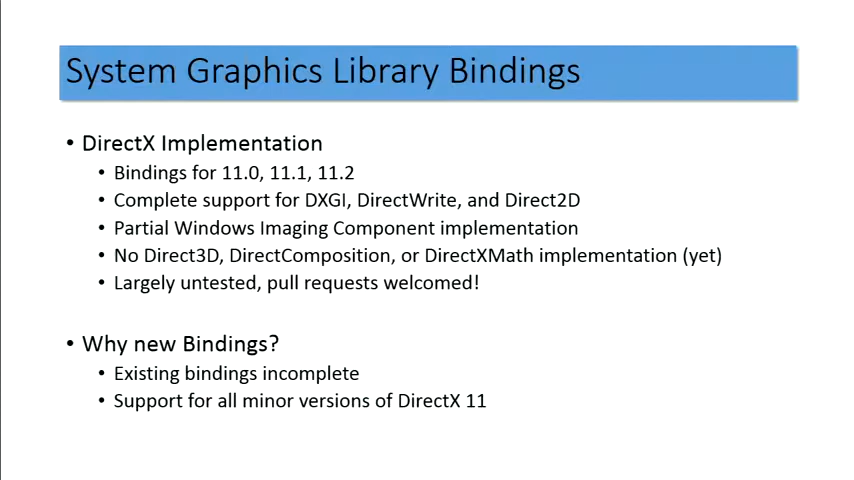 System Graphics Library Bindings
• DirectX Implementation
• Bindings for 11.0, 11.1, 11.2
• Complete support for DXGI, DirectWrite, and Direct2D
• Partial Windows Imaging Component implementation
• No Direct3D, DirectComposition, or DirectXMath implementation (yet)
• Largely untested, pull requests welcomed!
• Why new Bindings?
• Existing bindings incomplete
• Support for all minor versions of DirectX 11